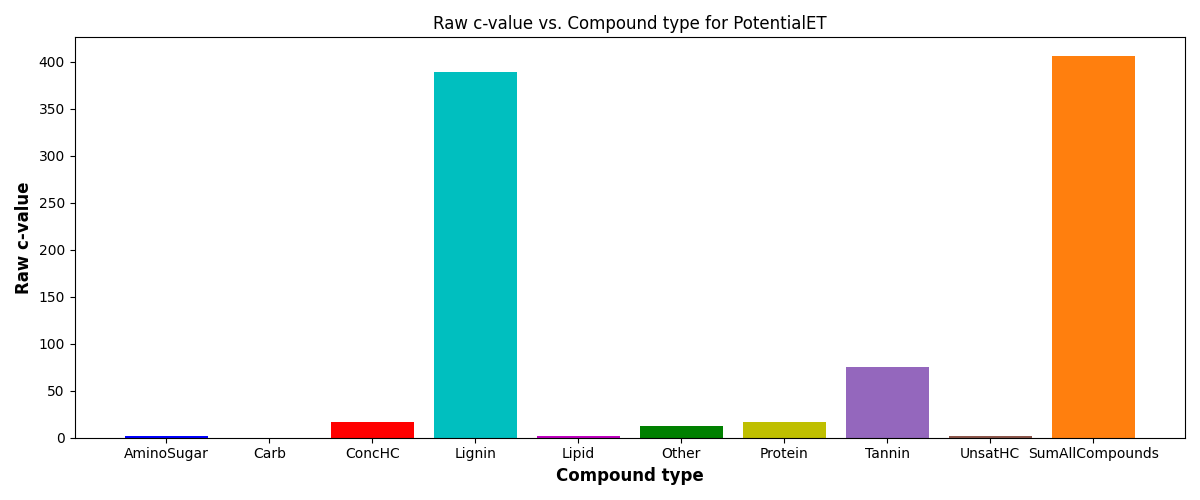 Raw c-value vs. Compound type for PotentialET
400
350
300
250
200
150
100
50
0
Raw c-value
AminoSugar Carb ConcHC Lignin Lipid Other Protein Tannin UnsatHC SumAllCompounds
Compound type